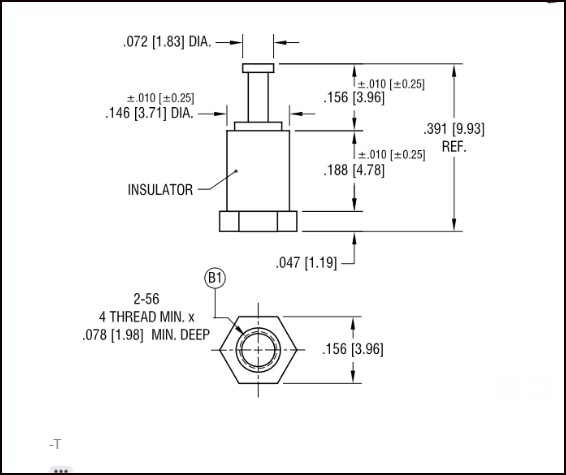 .072 [1.83] DIA.
±.010 [±0.25]
.146 [3.71] DIA.
±.010 [±0.25]
.156 [3.96]
.391 [9.93]
REF.
±.010 [±0.25]
.188 [4.78]
INSULATOR
.047 [1.19]
B1
2-56
4 THREAD MIN. x
.078 [1.98] MIN. DEEP
.156 [3.96]
-T